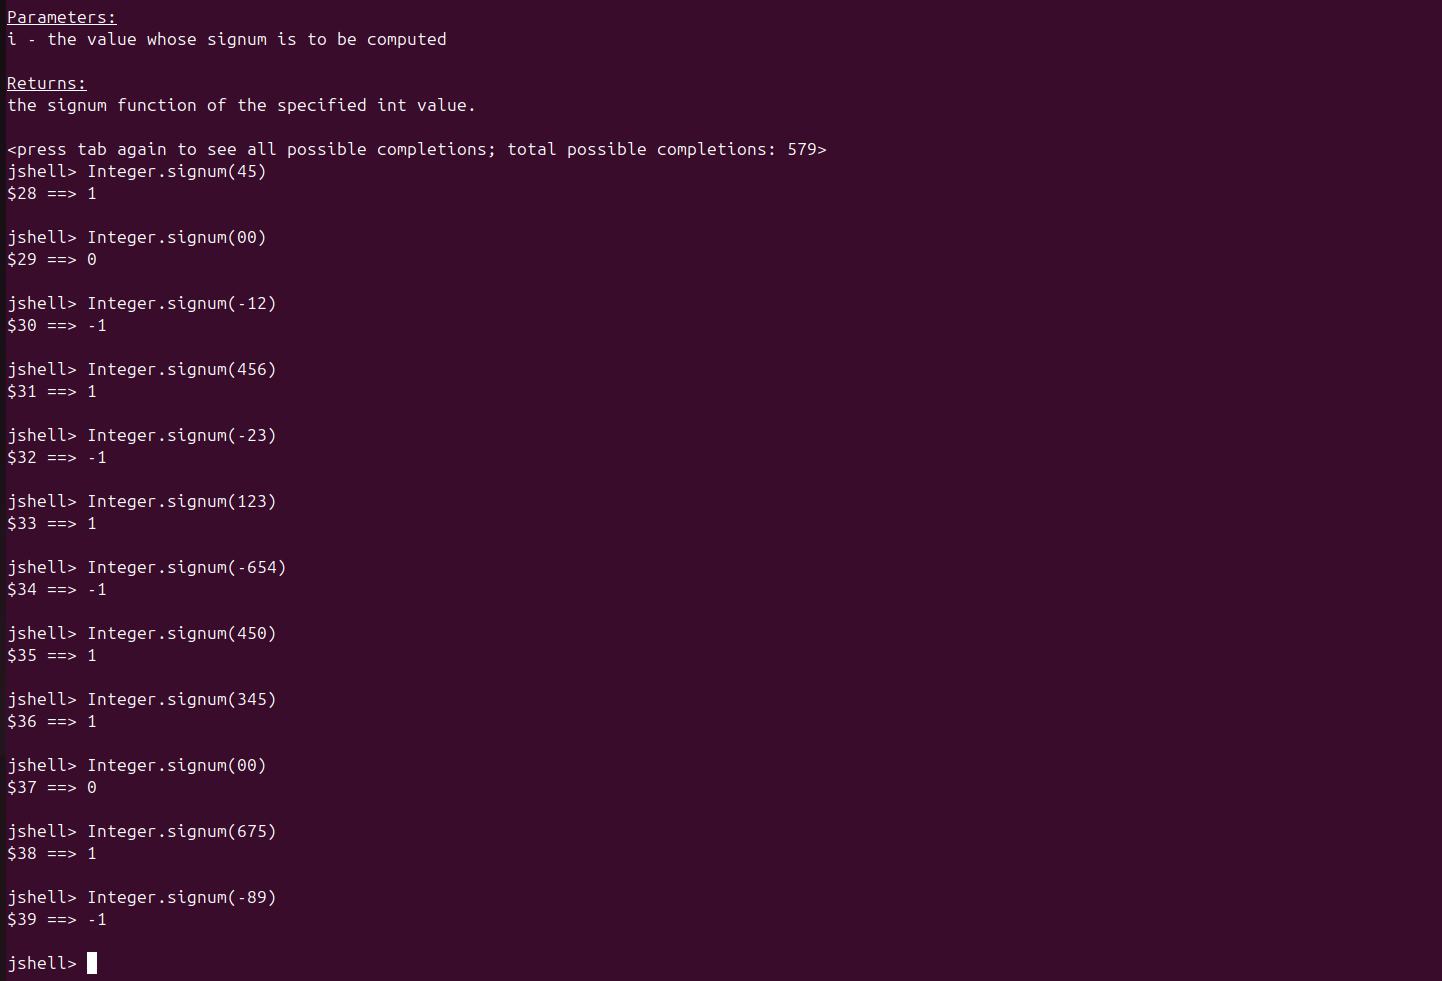 Parameters:
i - the value whose signum is to be computed
Returns:
the signum function of the specified int value.
<press tab again to see all possible completions; total possible completions: 579>
jshell> Integer.signum(45)
$28 ==> 1
jshell> Integer.signum(00)
$29 ==> 0
jshell> Integer.signum(-12)
$30 ==> -1
jshell> Integer.signum(456)
$31 ==> 1
jshell> Integer.signum(-23)
$32 ==> -1
jshell> Integer.signum(123)
$33 ==> 1
jshell> Integer.signum(-654)
$34 ==> -1
jshell> Integer.signum(450)
$35 ==> 1
jshell> Integer.signum(345)
$36 ==> 1
jshell> Integer.signum(00)
$37 ==> 0
jshell> Integer.signum(675)
$38 ==> 1
jshell> Integer.signum(-89)
$39 ==> -1
jshell>